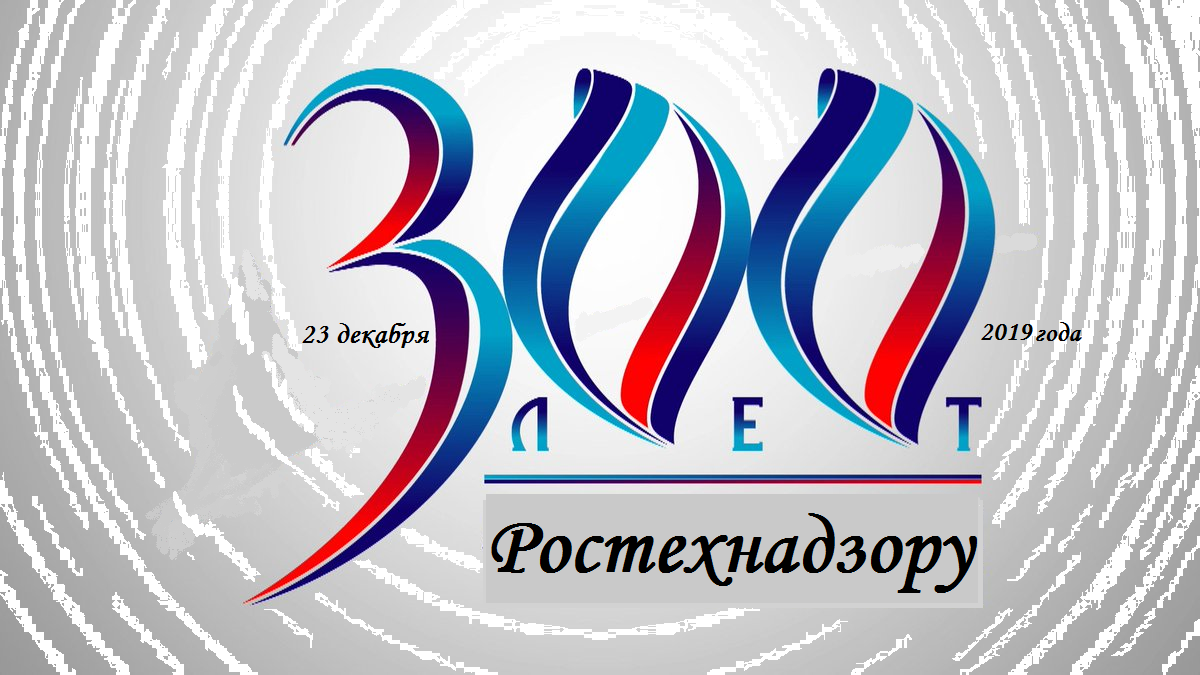 300
23 декабря
2019 года
ЛЕТ
Ростехнадзору